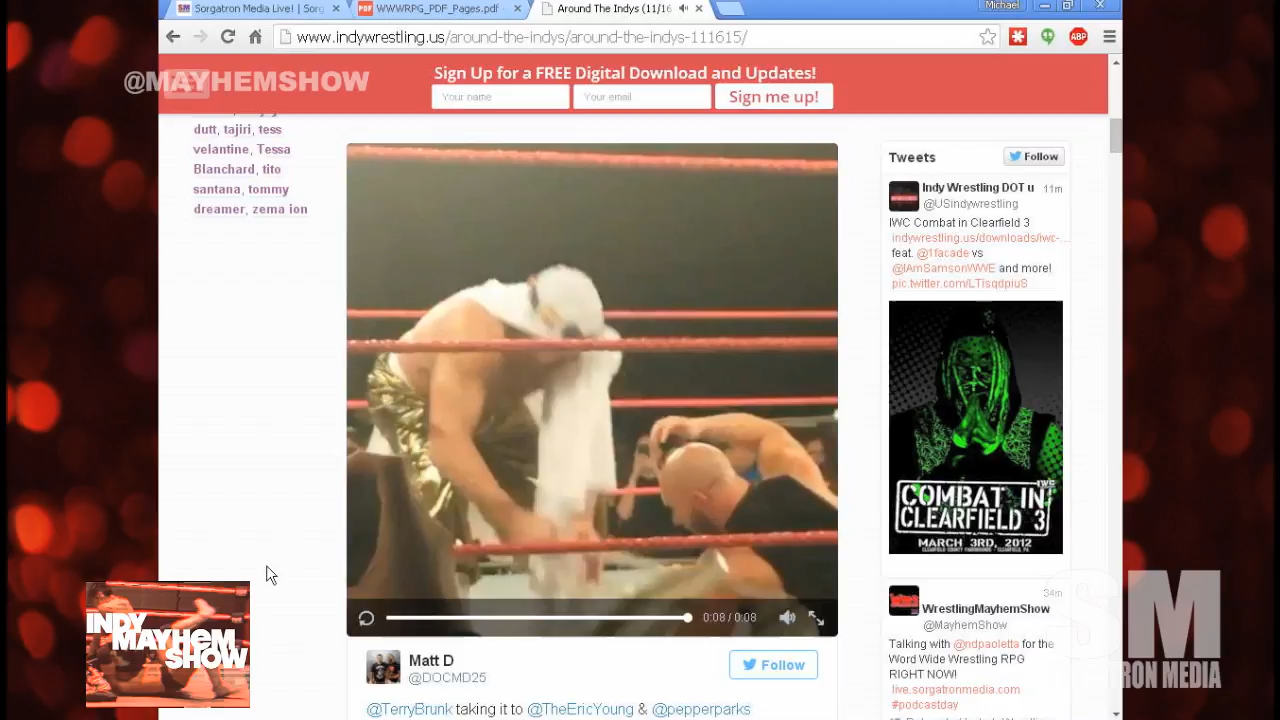 Sorgatron Media Live! | Sorg
WWWRPG_PDF_Pages.pdf
Around The Indys (11/16
Michael
www.indywrestling.us/around-the-indys/around-the-indys-111615/
ABP
@MAYHEMSHOW
Sign Up for a FREE Digital Download and Updates!
Your name
Your email
Sign me up!
dutt, tajiri, tess
velantine, Tessa
Blanchard, tito
santana, tommy
dreamer, zema ion
0:08 / 0:08
Matt D
@DOCMD25
Follow
@TerryBrunk taking it to @TheEricYoung & @pepperparks
Tweets
Follow
Indy Wrestling DOT u 11m
@USindywrestling
IWC Combat in Clearfield 3
indywrestling.us/downloads/iwc-...
feat. @1facade vs
@IAmSamsonWWE and more!
pic.twitter.com/LTisqdpiu8
IWC
COMBAT IN
CLEARFIELD 3
MARCH 3RD, 2012
34m
WrestlingMayhemShow
@MayhemShow
Talking with @ndpaoletta for the
Word Wide Wrestling RPG
RIGHT NOW!
live.sorgatronmedia.com
#podcastday
INDY
MAYHEM
SHOW
SM
TRON MEDIA